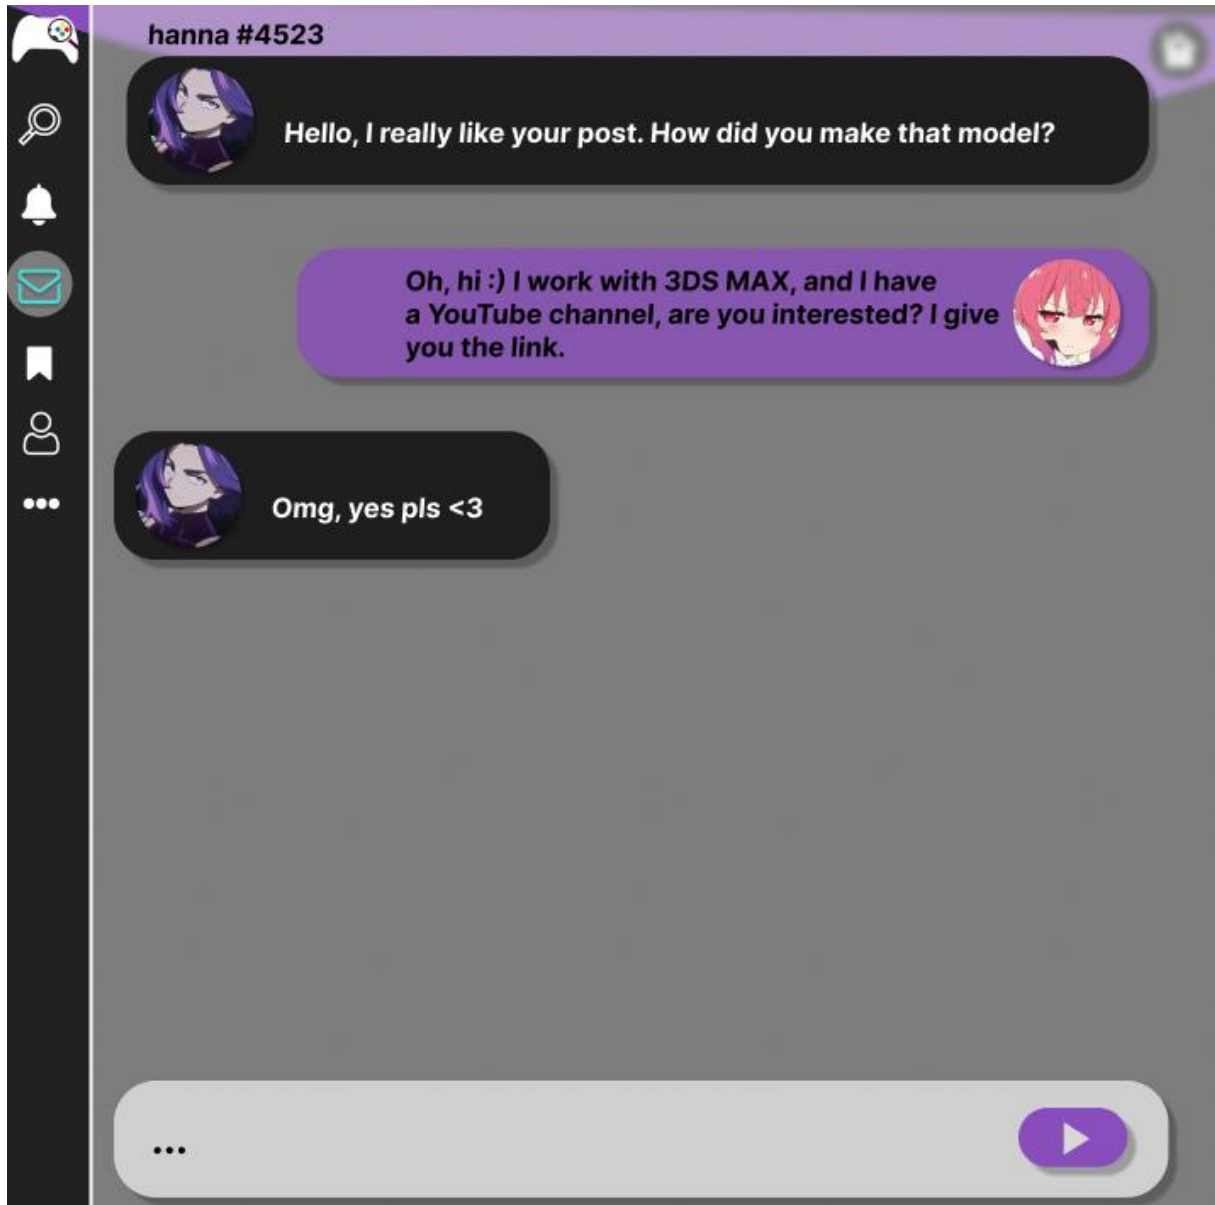 hanna #4523
Hello, I really like your post. How did you make that model?
Oh, hi :) I work with 3DS MAX, and I have
a YouTube channel, are you interested? I give
you the link.
Omg, yes pls <3
...